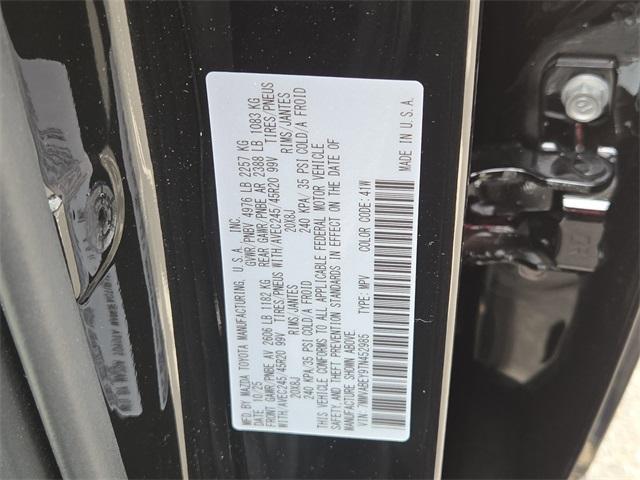 MFD. BY MAZDA TOYOTA MANUFACTURING, U.S.A., INC.
DATE 10/25 GVWR/PNBV 4976 LB 2257 KG
FRONT GAWR/PNBE AV 2606 LB 1182 KG REAR GAWR/PNBE AR 2388 LB 1083 KG
WITH/AVEC245/45R20 99V TIRES/PNEUS WITH/AVEC245/45R20 99V TIRES/PNEUS
20X8J RIMS/JANTES 20X8J RIMS/JANTES
240 KPA/35 PSI COLD/A FROID 240 KPA/35 PSI COLD/A FROID
THIS VEHICLE CONFORMS TO ALL APPLICABLE FEDERAL MOTOR VEHICLE
SAFETY AND THEFT PREVENTION STANDARDS IN EFFECT ON THE DATE OF
MANUFACTURE SHOWN ABOVE.
VIN: TYPE: MPV COLOR CODE: 41W
MADE IN U.S.A.